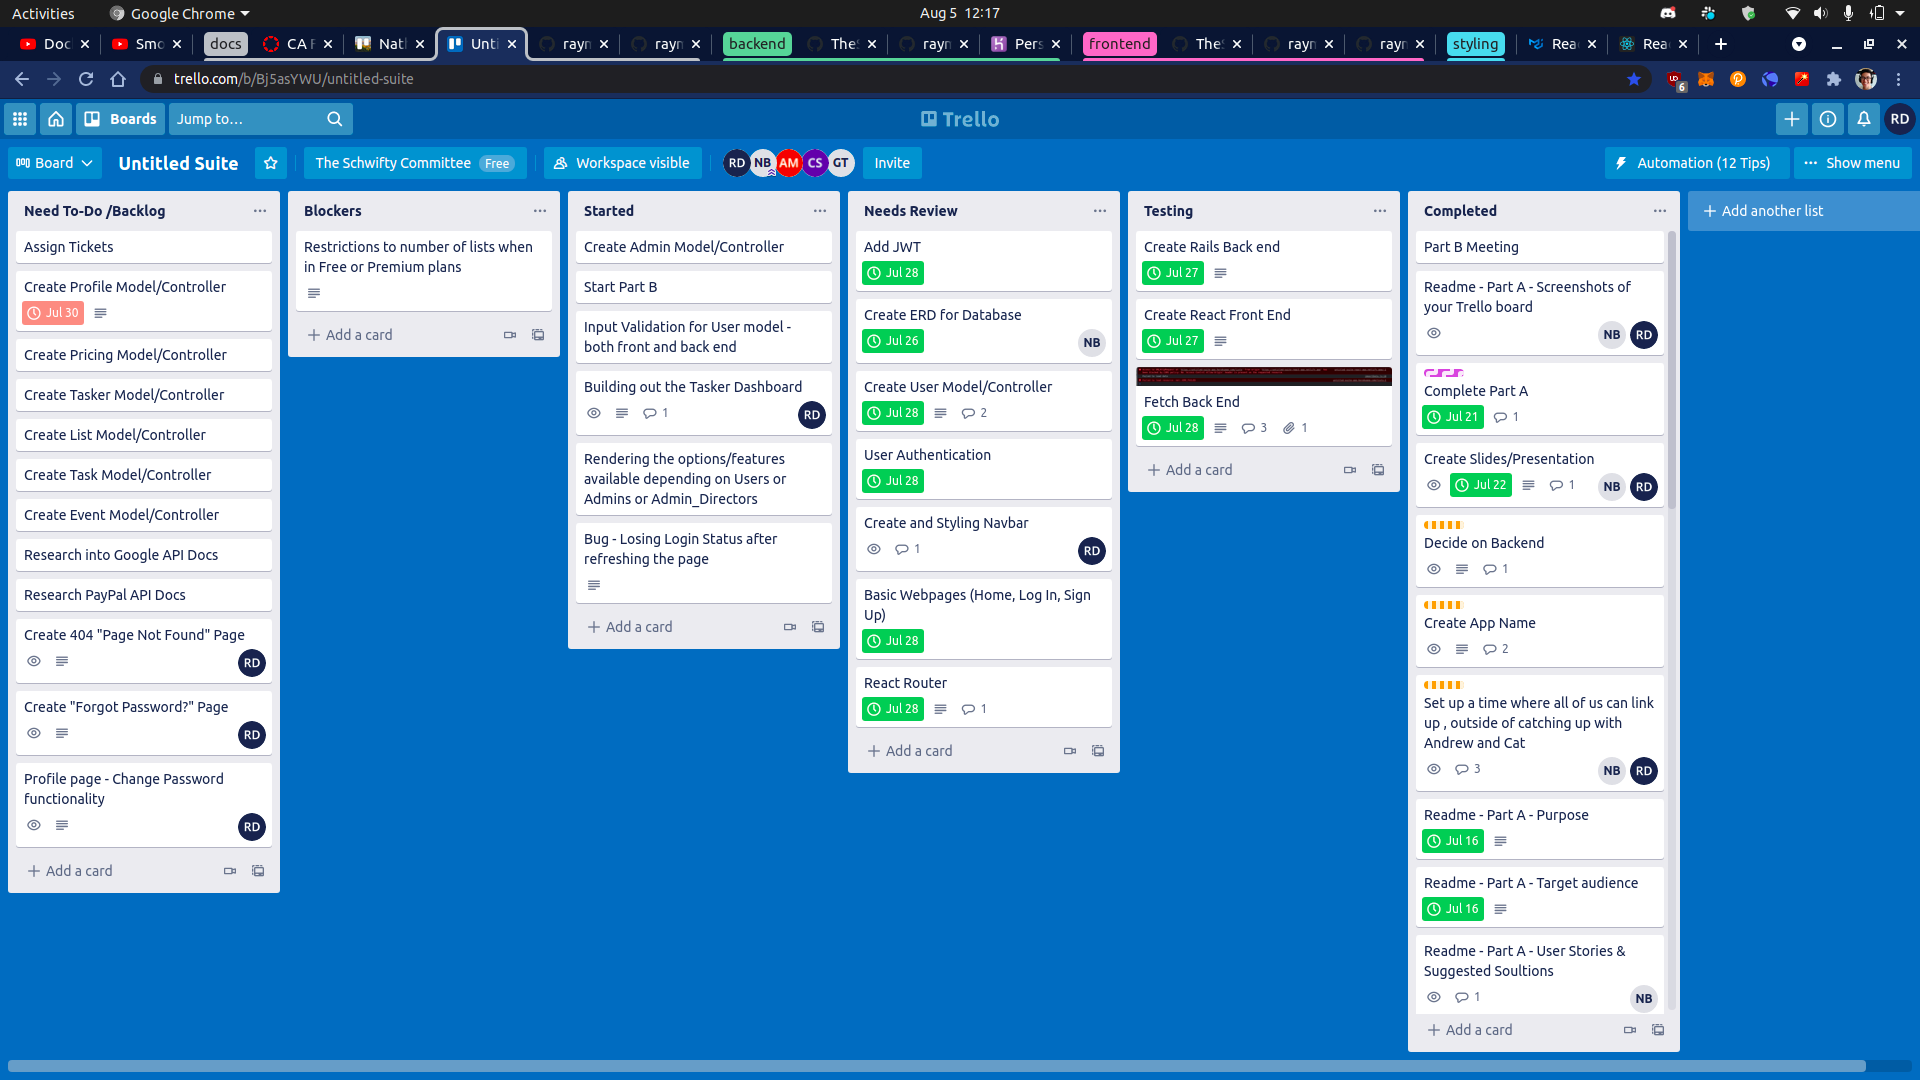 Activities
Google Chrome
Aug 5 12:17
Doc
Smo
docs
CA F
Natl
Unti
rayn
rayn
backend
The
rayn
Pers
frontend
The
rayn
rayn
styling
Rea
Rea
trello.com/b/Bj5asYWU/untitled-suite
6
Boards
Jump to...
Trello
RD
Board
Untitled Suite
The Schwifty Committee Free
Workspace visible
RD NB AM CS GT
Invite
Automation (12 Tips)
Show menu
Need To-Do /Backlog
Assign Tickets
Create Profile Model/Controller
Jul 30
Create Pricing Model/Controller
Create Tasker Model/Controller
Create List Model/Controller
Create Task Model/Controller
Create Event Model/Controller
Research into Google API Docs
Research PayPal API Docs
Create 404 "Page Not Found" Page
RD
Create "Forgot Password?" Page
RD
Profile page - Change Password
functionality
RD
Add a card
Blockers
Restrictions to number of lists when
in Free or Premium plans
Add a card
Started
Create Admin Model/Controller
Start Part B
Input Validation for User model -
both front and back end
Building out the Tasker Dashboard
1
RD
Rendering the options/features
available depending on Users or
Admins or Admin_Directors
Bug - Losing Login Status after
refreshing the page
Add a card
Needs Review
Add JWT
Jul 28
Create ERD for Database
Jul 26
NB
Create User Model/Controller
Jul 28 2
User Authentication
Jul 28
Create and Styling Navbar
1
RD
Basic Webpages (Home, Log In, Sign
Up)
Jul 28
React Router
Jul 28 1
Add a card
Testing
Create Rails Back end
Jul 27
Create React Front End
Jul 27
Fetch Back End
Jul 28 3 1
Add a card
Completed
Part B Meeting
Readme - Part A - Screenshots of
your Trello board
NB RD
Complete Part A
Jul 21 1
Create Slides/Presentation
Jul 22 1
NB RD
Decide on Backend
1
Create App Name
2
Set up a time where all of us can link
up , outside of catching up with
Andrew and Cat
3
NB RD
Readme - Part A - Purpose
Jul 16
Readme - Part A - Target audience
Jul 16
Readme - Part A - User Stories &
Suggested Soultions
1
NB
Add a card
Add another list